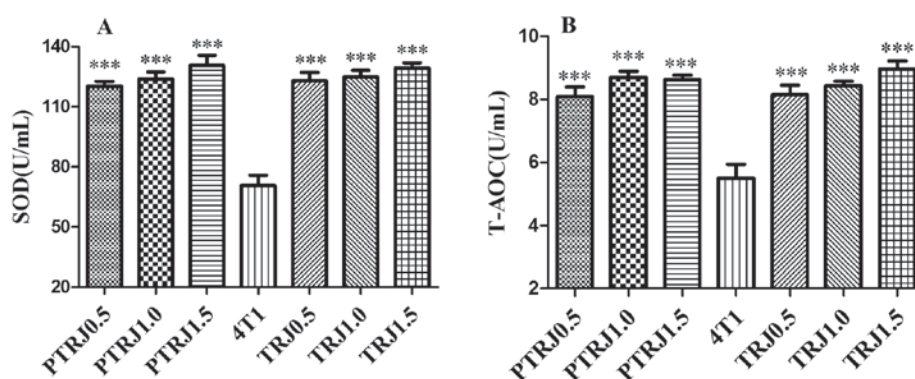 A
SOD(U/mL)
140
110
80
50
20
*** *** *** *** *** ***
PTRJ0.5 PTRJ1.0 PTRJ1.5 4T1 TRJ0.5 TRJ1.0 TRJ1.5
B
T-AOC(U/mL)
10
8
6
4
2
*** *** *** *** *** ***
PTRJ0.5 PTRJ1.0 PTRJ1.5 4T1 TRJ0.5 TRJ1.0 TRJ1.5